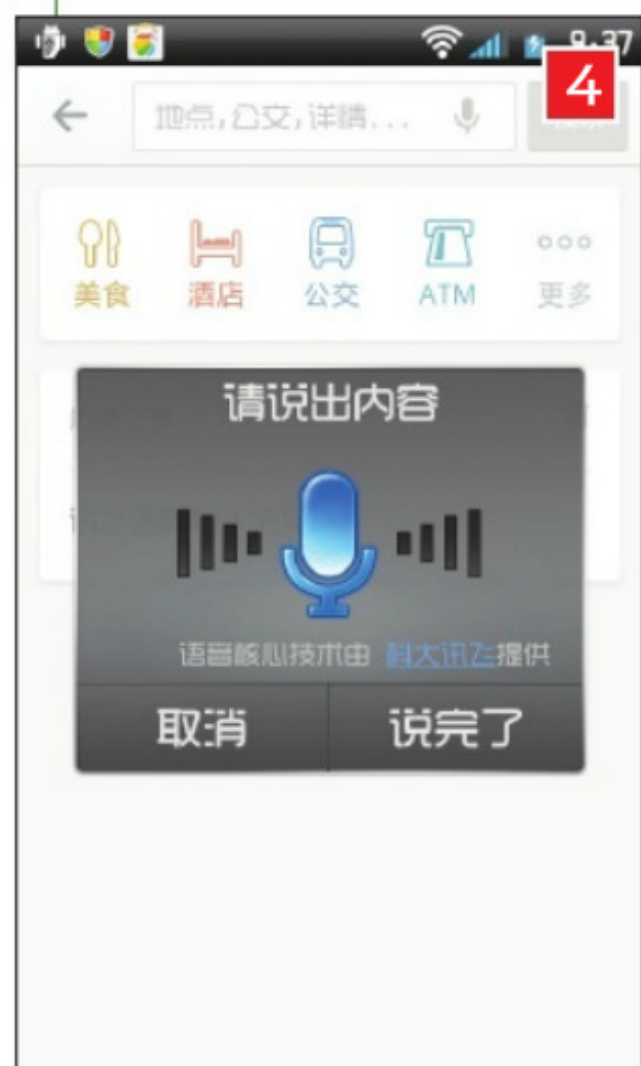 9:37
4
地点,公交,详情...
美食 酒店 公交 ATM 更多
请说出内容
语音核心技术由 科大讯飞提供
取消 说完了